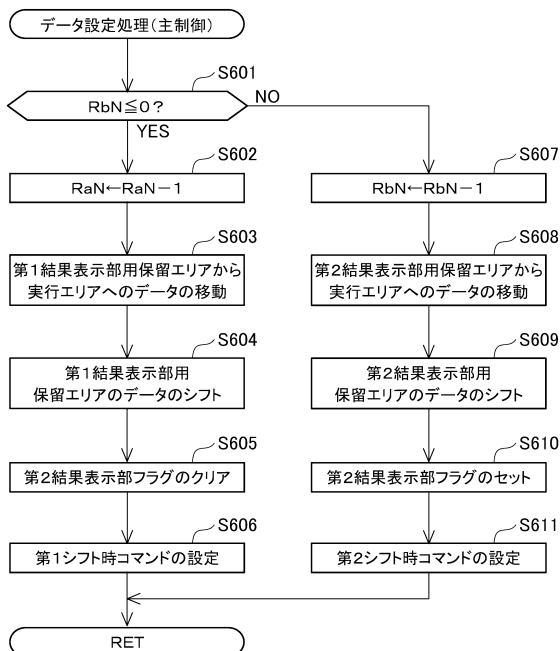 データ設定処理(主制御)
S601
RbN≦0?
NO
YES
S602
RaN←RaN-1
S603
第1結果表示部用保留エリアから
実行エリアへのデータの移動
S604
第1結果表示部用
保留エリアのデータのシフト
S605
第2結果表示部フラグのクリア
S606
第1シフト時コマンドの設定
S607
RbN←RbN-1
S608
第2結果表示部用保留エリアから
実行エリアへのデータの移動
S609
第2結果表示部用
保留エリアのデータのシフト
S610
第2結果表示部フラグのセット
S611
第2シフト時コマンドの設定
RET